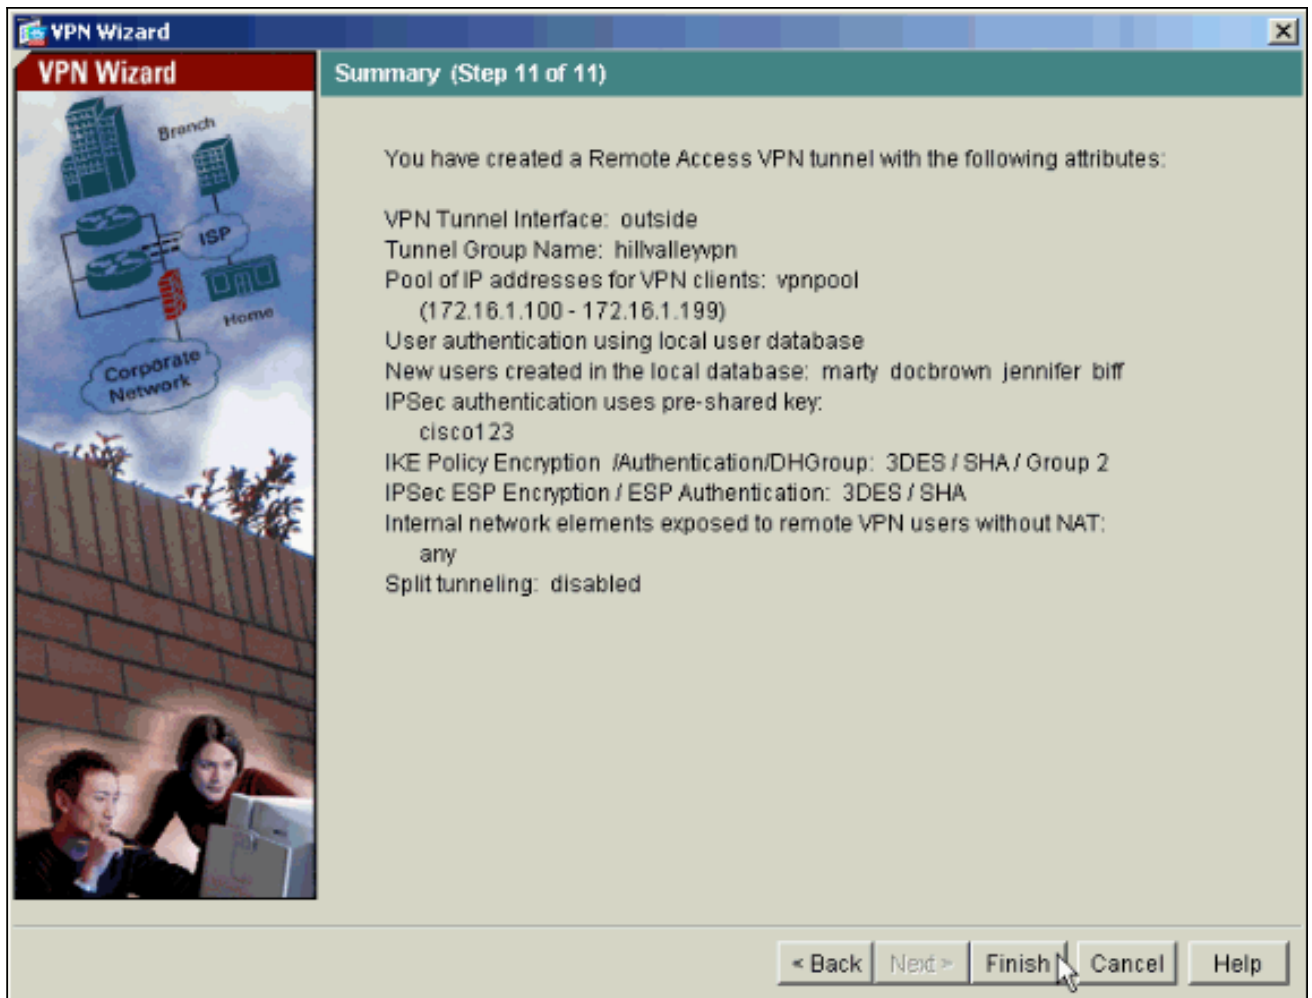 VPN Wizard
VPN Wizard
Summary (Step 11 of 11)
Branch
ISP
Home
Corporate
Network
You have created a Remote Access VPN tunnel with the following attributes:
VPN Tunnel Interface: outside
Tunnel Group Name: hillvalleyvpn
Pool of IP addresses for VPN clients: vpnpool
(172.16.1.100 - 172.16.1.199)
User authentication using local user database
New users created in the local database: marty docbrown jennifer biff
IPSec authentication uses pre-shared key:
cisco123
IKE Policy Encryption /Authentication/DHGroup: 3DES / SHA / Group 2
IPSec ESP Encryption / ESP Authentication: 3DES / SHA
Internal network elements exposed to remote VPN users without NAT:
any
Split tunneling: disabled
< Back Next > Finish Cancel Help